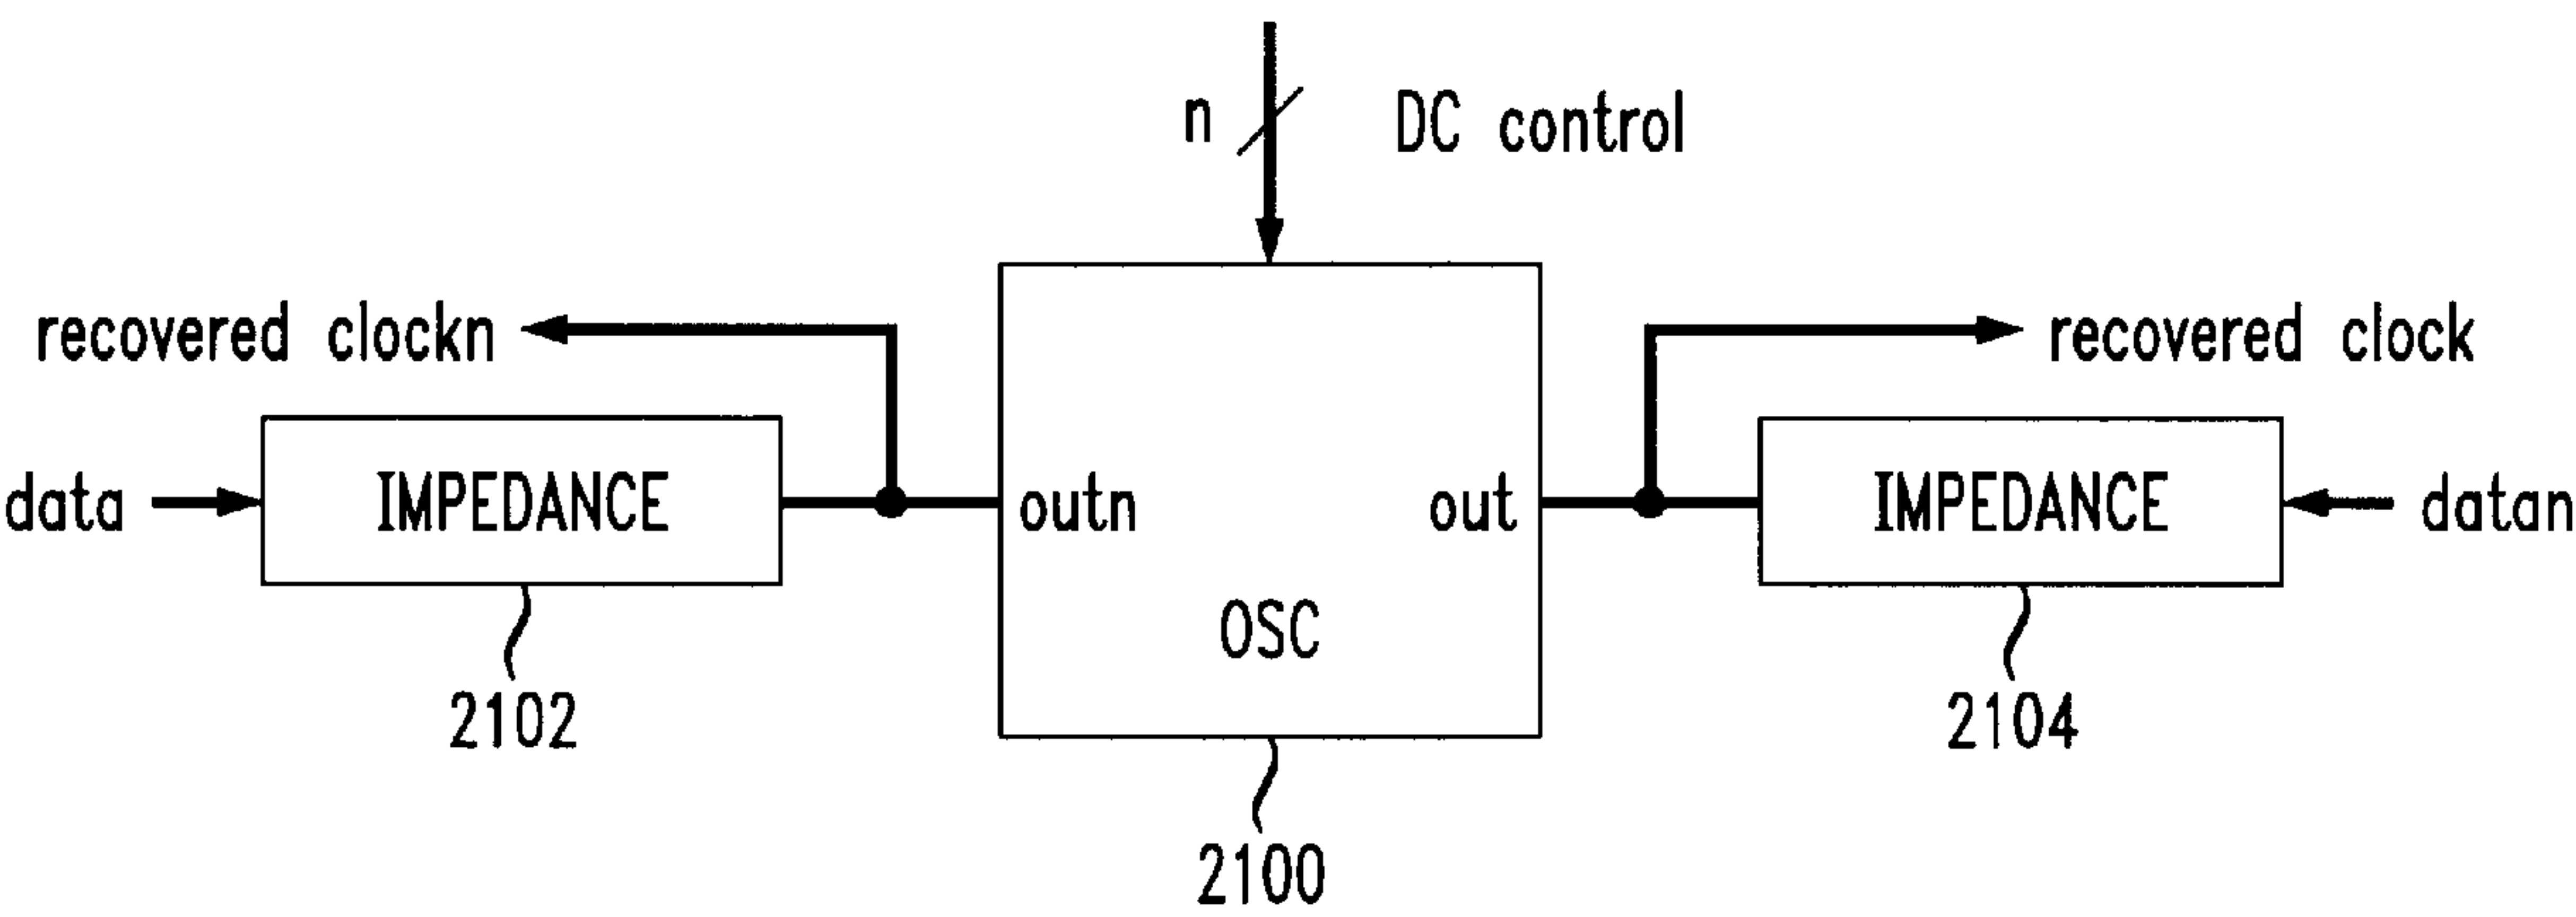 n
DC control
recovered clockn
recovered clock
data
IMPEDANCE
outn
out
IMPEDANCE
datan
OSC
2102
2104
2100